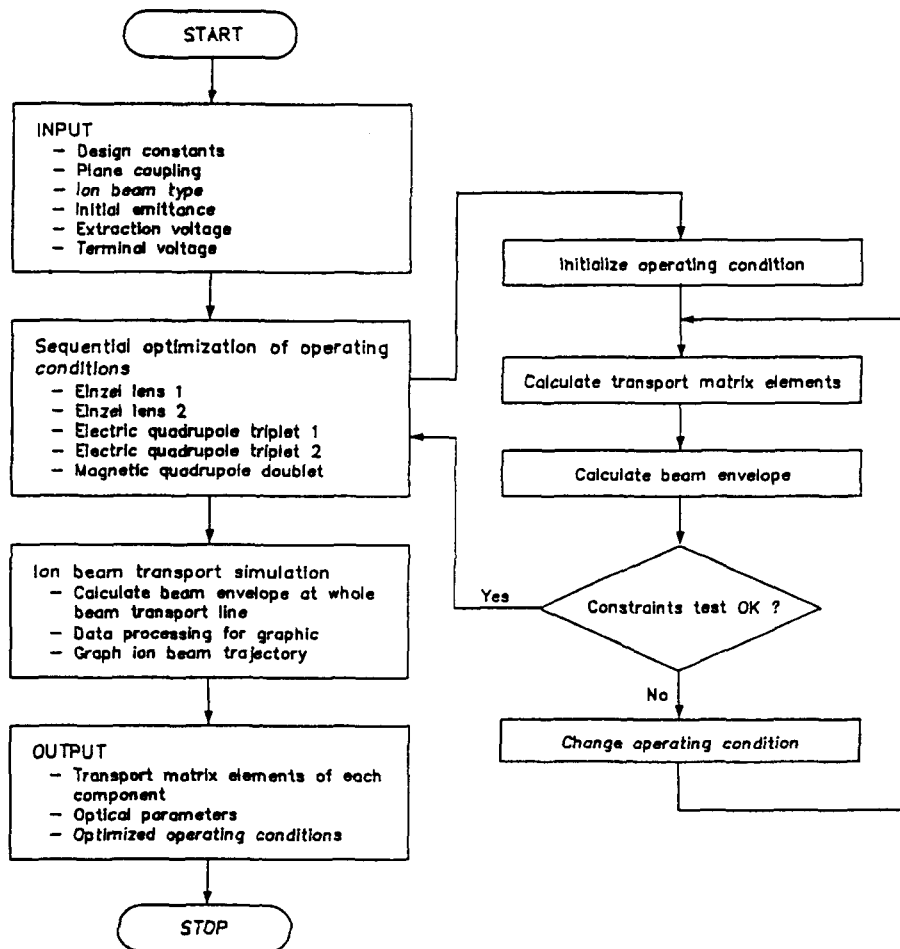 START
INPUT
– Design constants
– Plane coupling
– Ion beam type
– Initial emittance
– Extraction voltage
– Terminal voltage
Sequential optimization of operating
conditions
– Einzel lens 1
– Einzel lens 2
– Electric quadrupole triplet 1
– Electric quadrupole triplet 2
– Magnetic quadrupole doublet
Ion beam transport simulation
– Calculate beam envelope at whole
beam transport line
– Data processing for graphic
– Graph ion beam trajectory
OUTPUT
– Transport matrix elements of each
component
– Optical parameters
– Optimized operating conditions
STOP
Initialize operating condition
Calculate transport matrix elements
Calculate beam envelope
Constraints test OK ?
Yes
No
Change operating condition